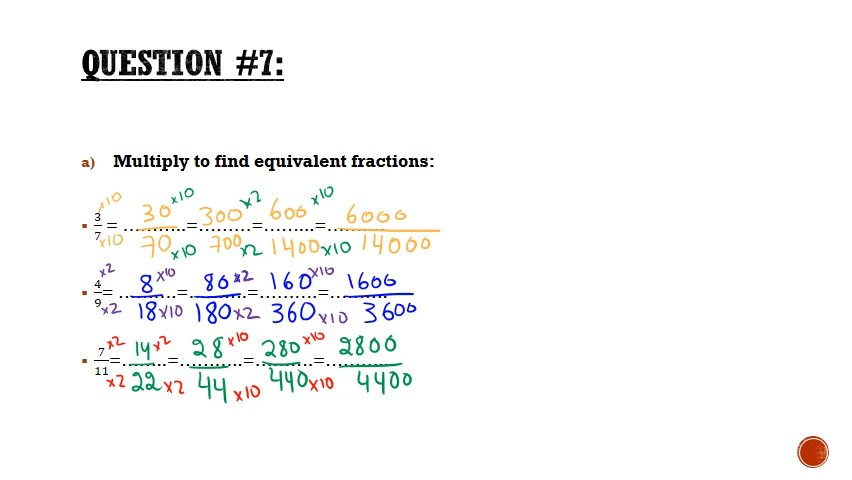 QUESTION #7:
a) Multiply to find equivalent fractions:
×10 ×10 ×2 ×10
3/7 = 30/70 = 300/700 = 600/1400 = 6000/14000
×10 ×10 ×2 ×10
×2 ×10 ×2 ×10
4/9 = 8/18 = 80/180 = 160/360 = 1600/3600
×2 ×10 ×2 ×10
×2 ×2 ×10 ×10
7/11 = 14/22 = 28/44 = 280/440 = 2800/4400
×2 ×2 ×10 ×10